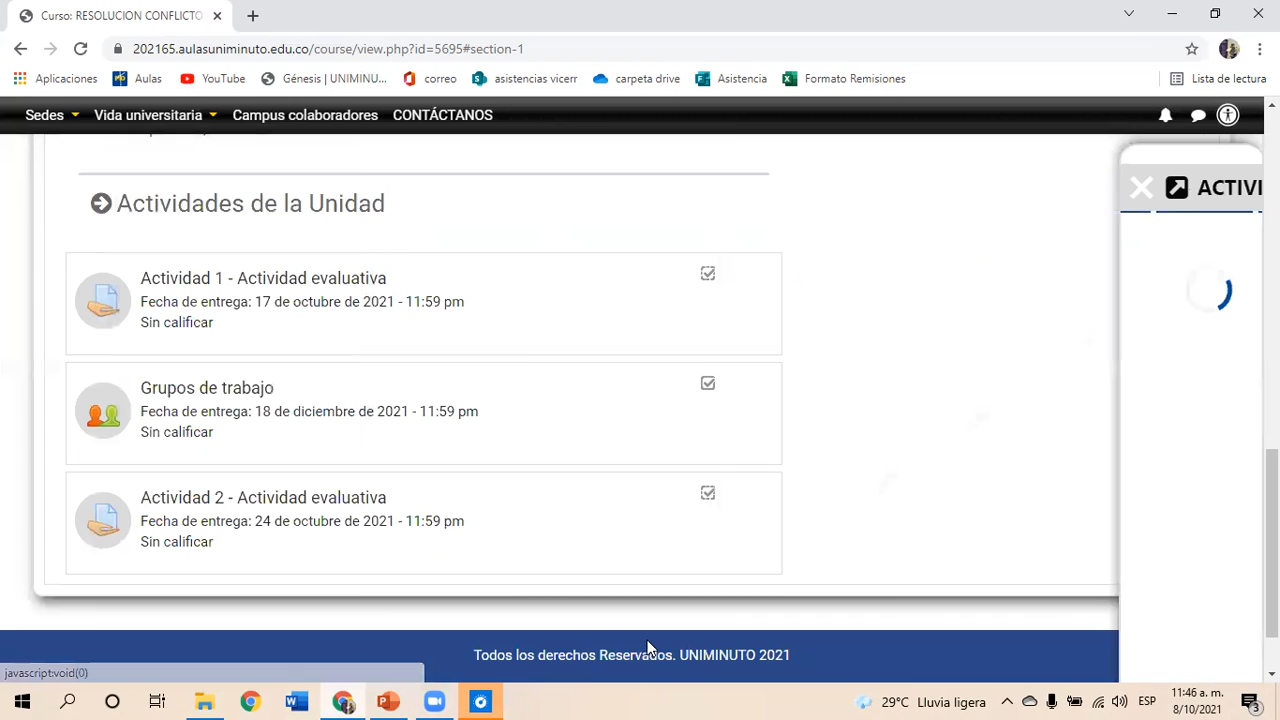 Curso: RESOLUCION CONFLICTO
202165.aulasuniminuto.edu.co/course/view.php?id=5695#section-1
Aplicaciones
Aulas
YouTube
Génesis | UNIMINU...
correo
asistencias vicerr
carpeta drive
Asistencia
Formato Remisiones
Lista de lectura
Sedes
Vida universitaria
Campus colaboradores
CONTÁCTANOS
ACTIVI
Actividades de la Unidad
Actividad 1 - Actividad evaluativa
Fecha de entrega: 17 de octubre de 2021 - 11:59 pm
Sin calificar
Grupos de trabajo
Fecha de entrega: 18 de diciembre de 2021 - 11:59 pm
Sin calificar
Actividad 2 - Actividad evaluativa
Fecha de entrega: 24 de octubre de 2021 - 11:59 pm
Sin calificar
Todos los derechos Reservados. UNIMINUTO 2021
javascript:void(0)
29°C Lluvia ligera
ESP
11:46 a. m.
8/10/2021
3